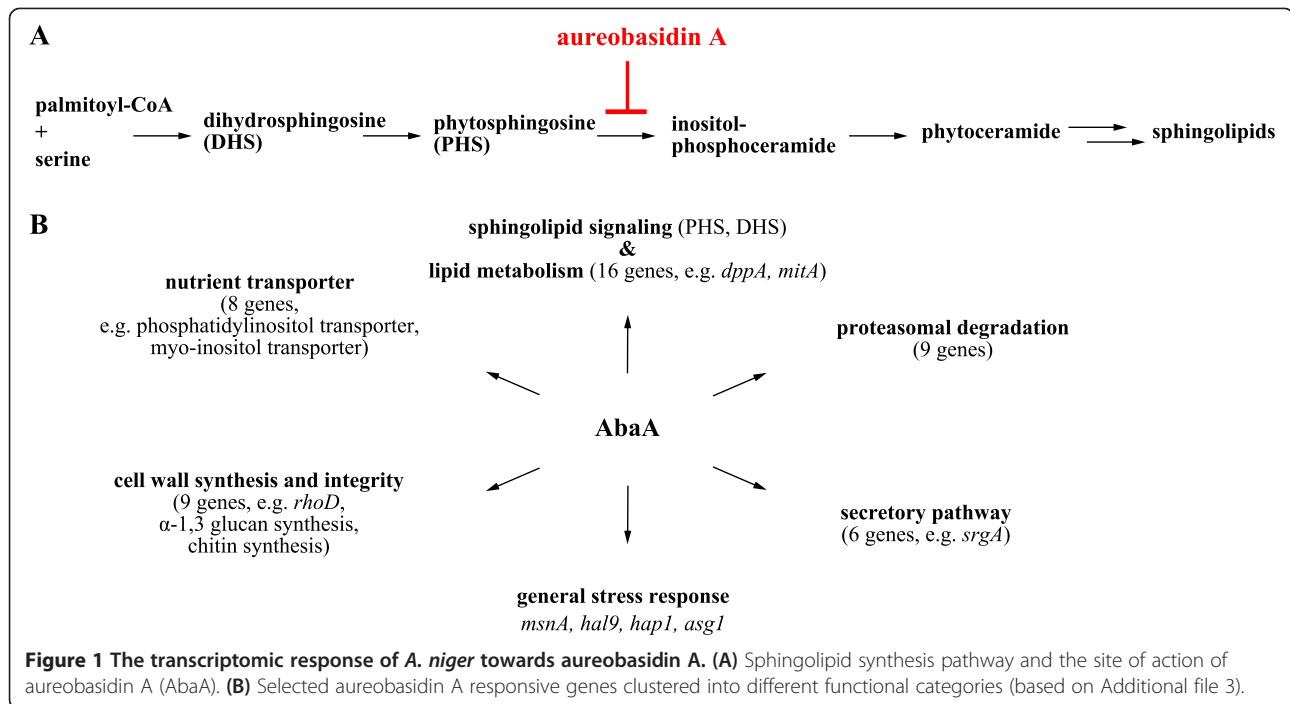 A
aureobasidin A
palmitoyl-CoA
+
serine
dihydrosphingosine
(DHS)
phytosphingosine
(PHS)
inositol-
phosphoceramide
phytoceramide
sphingolipids
B
sphingolipid signaling (PHS, DHS)
&
lipid metabolism (16 genes, e.g. dppA, mitA)
nutrient transporter
(8 genes,
e.g. phosphatidylinositol transporter,
myo-inositol transporter)
proteasomal degradation
(9 genes)
AbaA
cell wall synthesis and integrity
(9 genes, e.g. rhoD,
α-1,3 glucan synthesis,
chitin synthesis)
secretory pathway
(6 genes, e.g. srgA)
general stress response
msnA, hal9, hap1, asg1
Figure 1 The transcriptomic response of A. niger towards aureobasidin A. (A) Sphingolipid synthesis pathway and the site of action of
aureobasidin A (AbaA). (B) Selected aureobasidin A responsive genes clustered into different functional categories (based on Additional file 3).